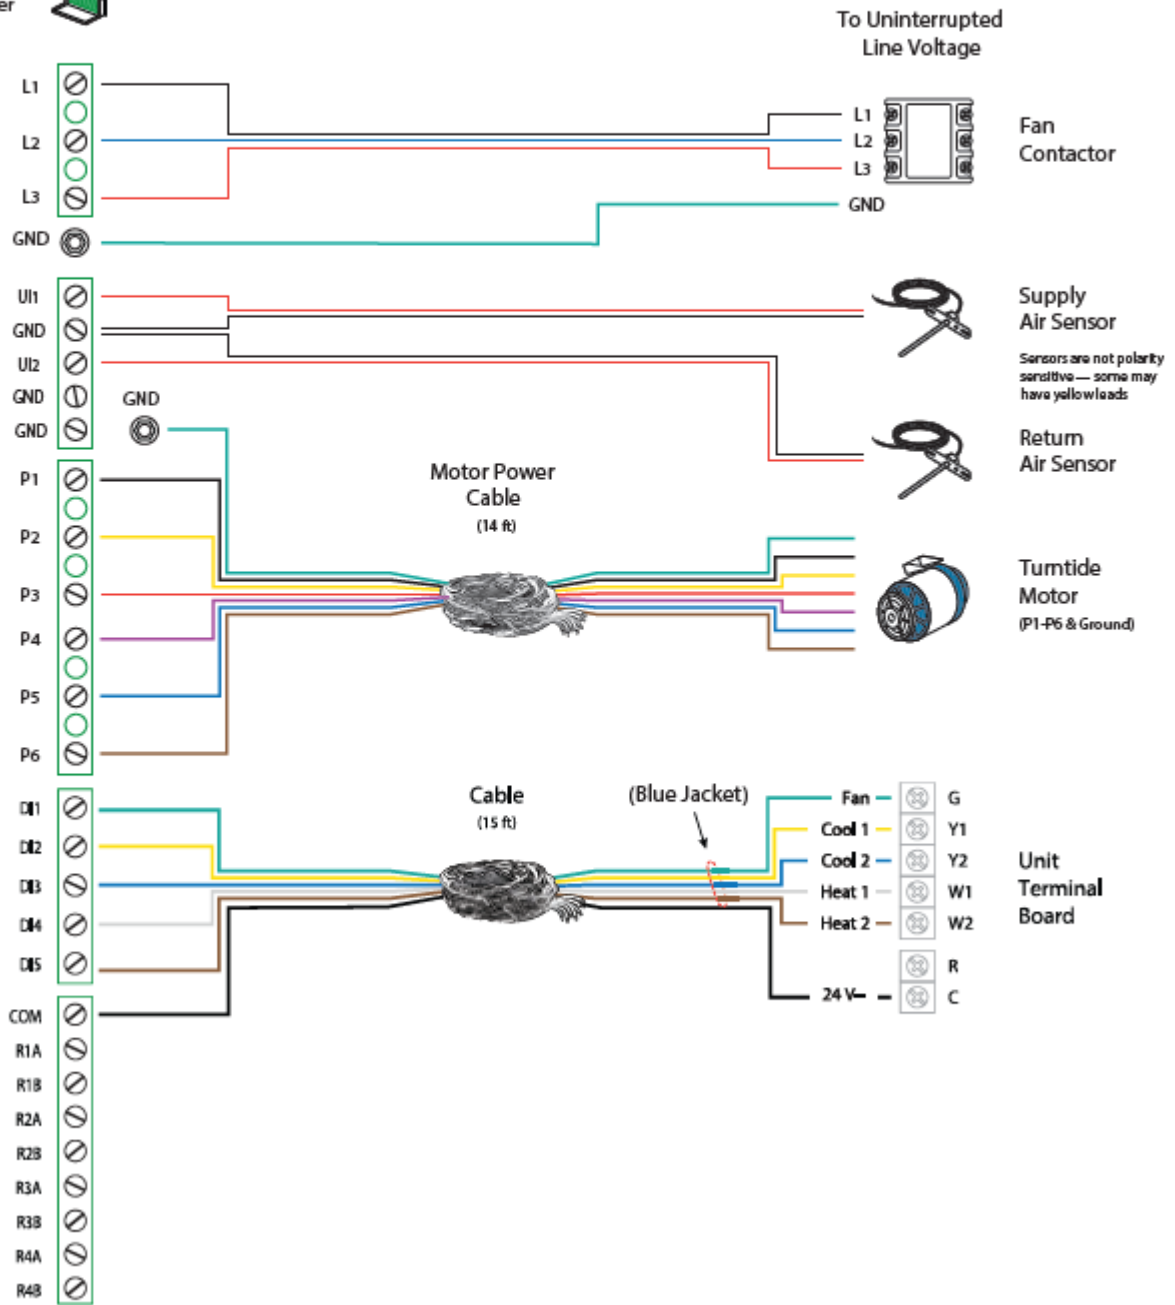 er
To Uninterrupted
Line Voltage
L1
L2
L3
GND
L1
L2
L3
GND
Fan
Contactor
UI1
GND
UI2
GND
GND
GND
Supply
Air Sensor
Sensors are not polarity
sensitive — some may
have yellow leads
Return
Air Sensor
P1
P2
P3
P4
P5
P6
Motor Power
Cable
(14 ft)
Turntide
Motor
(P1-P6 & Ground)
DI1
DI2
DI3
DI4
DI5
Cable
(15 ft)
(Blue Jacket)
Fan G
Cool 1 Y1
Cool 2 Y2
Heat 1 W1
Heat 2 W2
R
24 V– C
Unit
Terminal
Board
COM
R1A
R1B
R2A
R2B
R3A
R3B
R4A
R4B